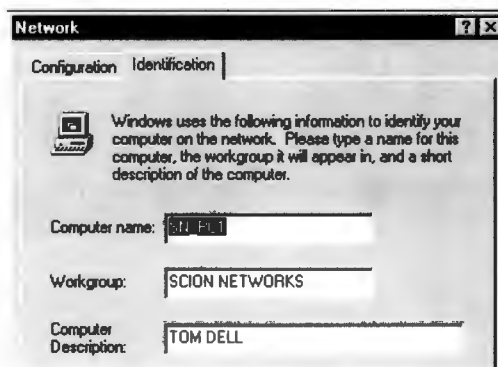 Network
Configuration Identification
Windows uses the following information to identify your
computer on the network. Please type a name for this
computer, the workgroup it will appear in, and a short
description of the computer.
Computer name:
Workgroup: SCION NETWORKS
Computer
Description: TOM DELL